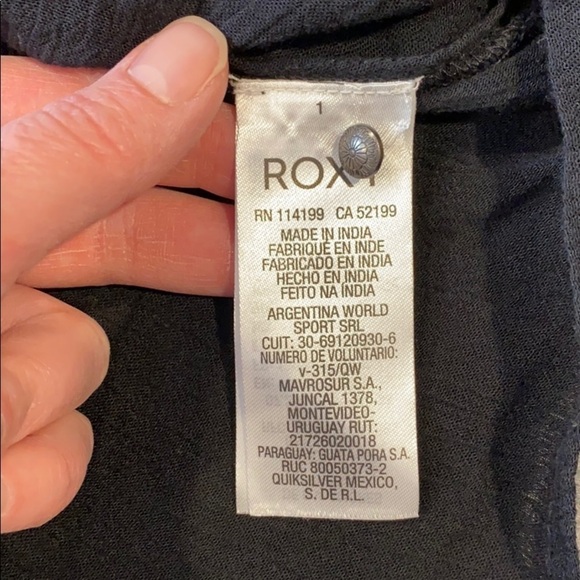 1
ROXY
RN 114199 CA 52199
MADE IN INDIA
FABRIQUÉ EN INDE
FABRICADO EN INDIA
HECHO EN INDIA
FEITO NA ÍNDIA
ARGENTINA WORLD
SPORT SRL
CUIT: 30-69120930-6
NUMERO DE VOLUNTARIO:
v-315/QW
MAVROSUR S.A.,
JUNCAL 1378,
MONTEVIDEO-
URUGUAY RUT:
21726020018
PARAGUAY: GUATA PORA S.A.
RUC 80050373-2
QUIKSILVER MEXICO,
S. DE R.L.